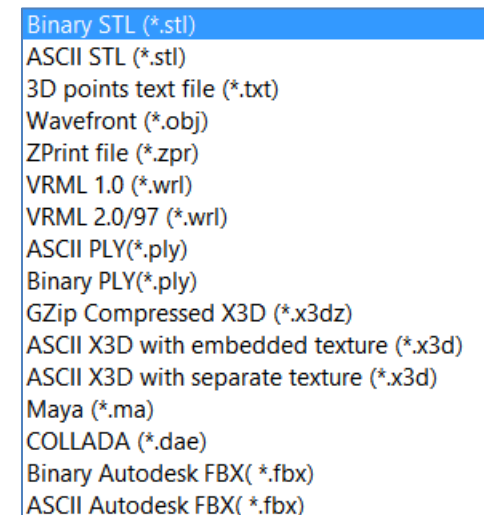 Binary STL (*.stl)
ASCII STL (*.stl)
3D points text file (*.txt)
Wavefront (*.obj)
ZPrint file (*.zpr)
VRML 1.0 (*.wrl)
VRML 2.0/97 (*.wrl)
ASCII PLY(*.ply)
Binary PLY(*.ply)
GZip Compressed X3D (*.x3dz)
ASCII X3D with embedded texture (*.x3d)
ASCII X3D with separate texture (*.x3d)
Maya (*.ma)
COLLADA (*.dae)
Binary Autodesk FBX( *.fbx)
ASCII Autodesk FBX( *.fbx)